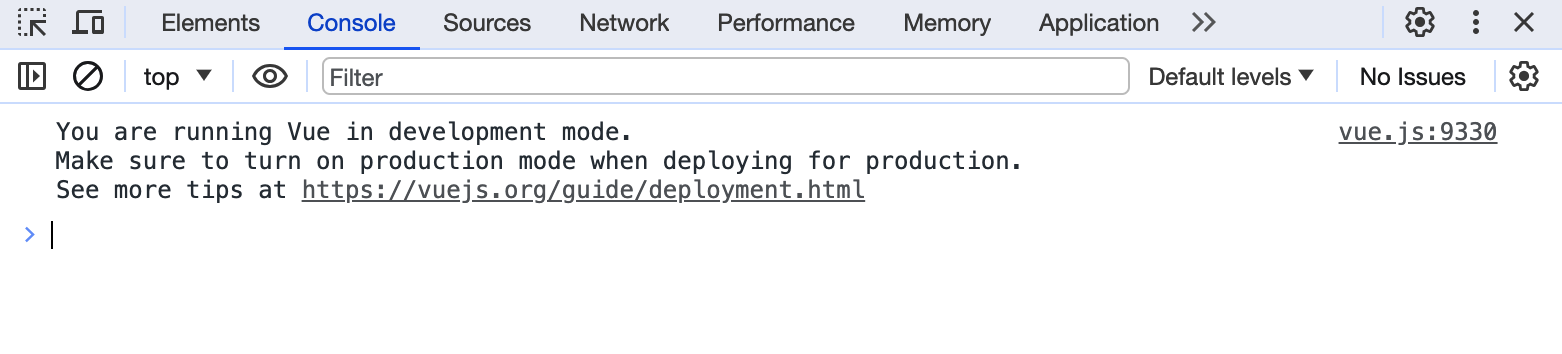 Elements Console Sources Network Performance Memory Application
top Filter Default levels No Issues
You are running Vue in development mode. vue.js:9330
Make sure to turn on production mode when deploying for production.
See more tips at https://vuejs.org/guide/deployment.html